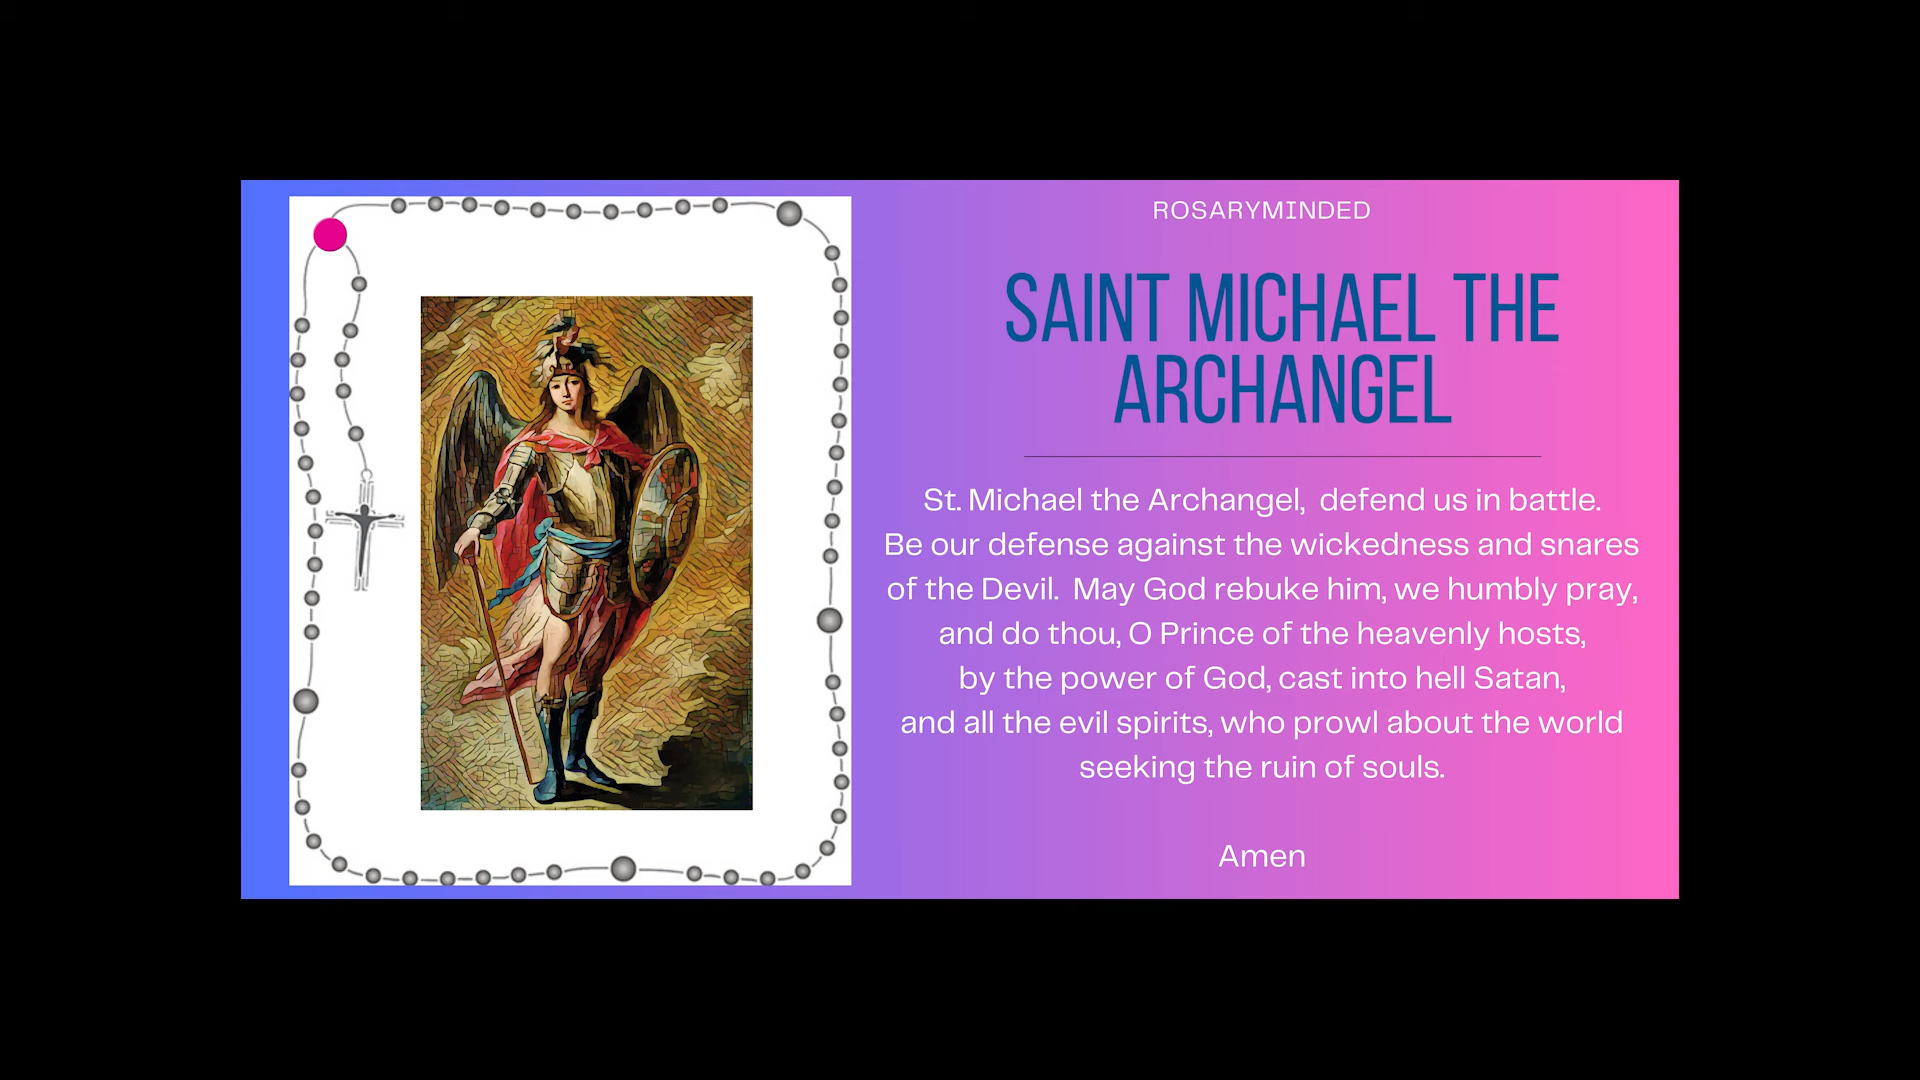 ROSARYMINDED
SAINT MICHAEL THE
ARCHANGEL
St. Michael the Archangel,  defend us in battle.
Be our defense against the wickedness and snares
of the Devil.  May God rebuke him, we humbly pray,
and do thou, O Prince of the heavenly hosts,
by the power of God, cast into hell Satan,
and all the evil spirits, who prowl about the world
seeking the ruin of souls.
Amen